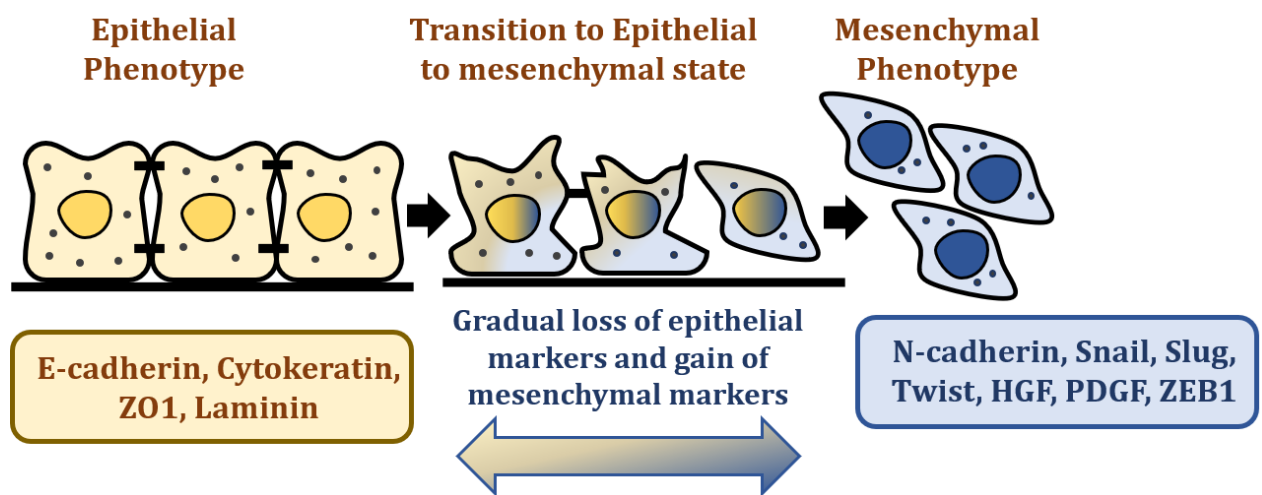 Epithelial
Phenotype
Transition to Epithelial
to mesenchymal state
Mesenchymal
Phenotype
E-cadherin, Cytokeratin,
ZO1, Laminin
Gradual loss of epithelial
markers and gain of
mesenchymal markers
N-cadherin, Snail, Slug,
Twist, HGF, PDGF, ZEB1